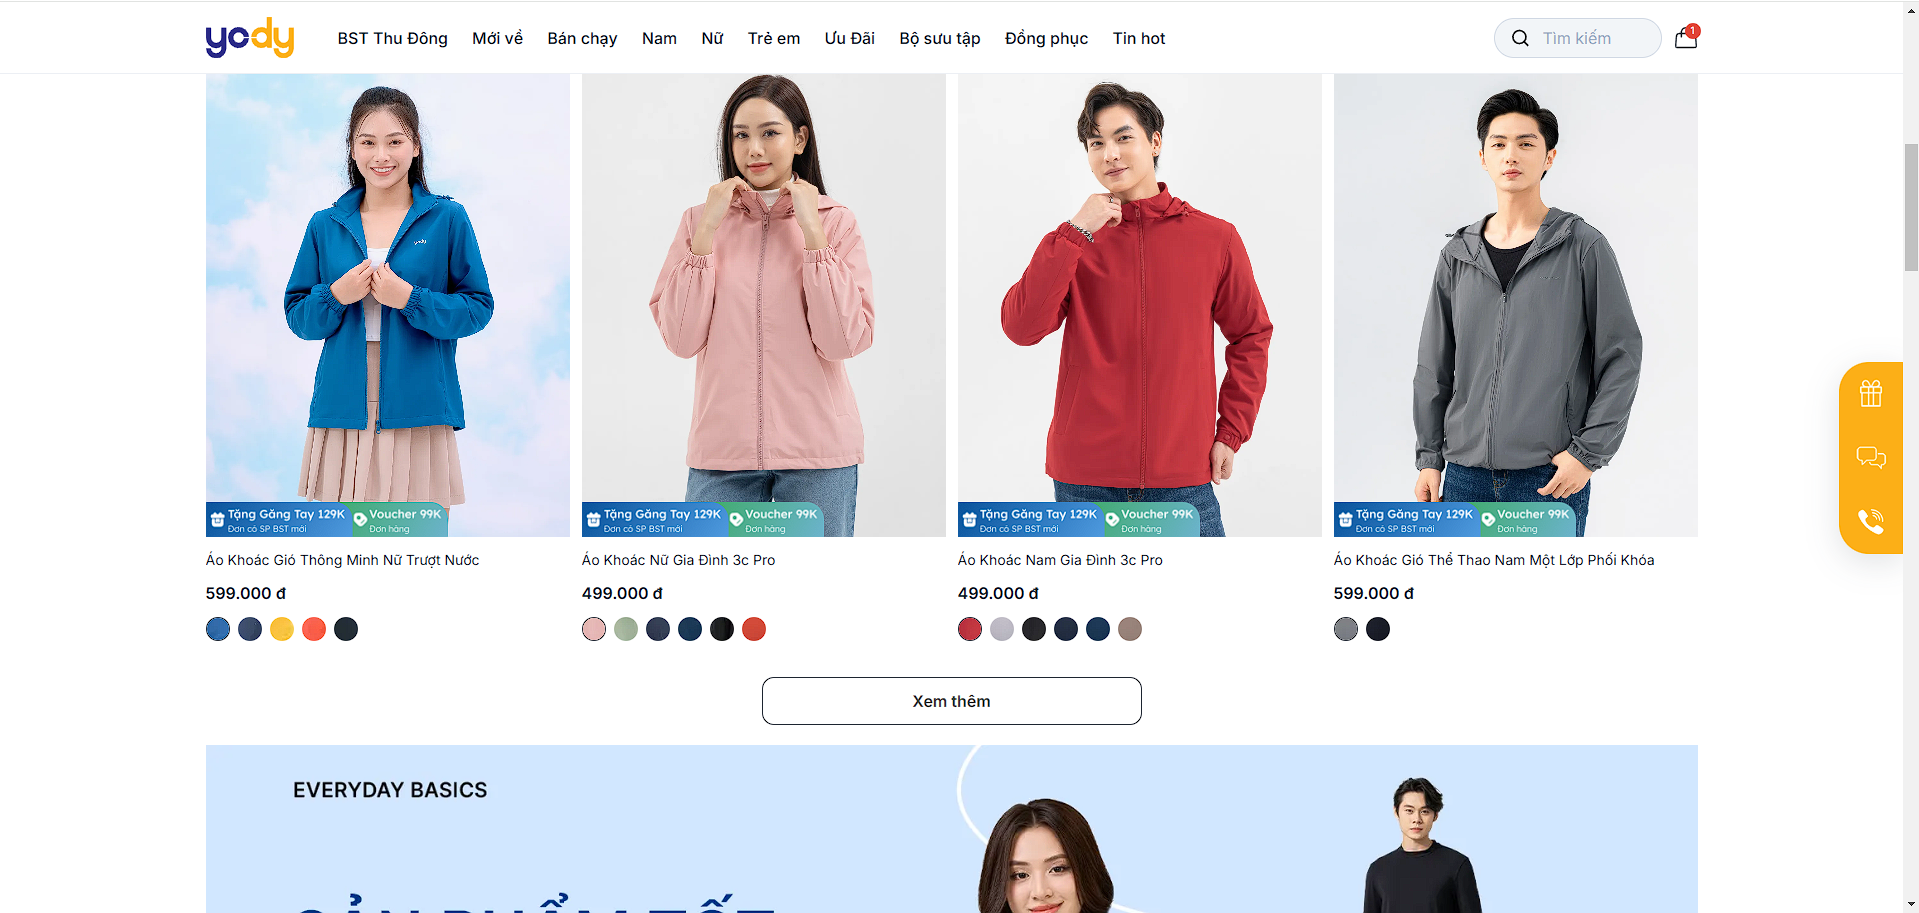 yody
BST Thu Đông
Mới về
Bán chạy
Nam
Nữ
Trẻ em
Ưu Đãi
Bộ sưu tập
Đồng phục
Tin hot
Tìm kiếm
1
yody
Tặng Găng Tay 129K
Đơn có SP BST mới
Voucher 99K
Đơn hàng
Tặng Găng Tay 129K
Đơn có SP BST mới
Voucher 99K
Đơn hàng
Tặng Găng Tay 129K
Đơn có SP BST mới
Voucher 99K
Đơn hàng
Tặng Găng Tay 129K
Đơn có SP BST mới
Voucher 99K
Đơn hàng
Áo Khoác Gió Thông Minh Nữ Trượt Nước
599.000 đ
Áo Khoác Nữ Gia Đình 3c Pro
499.000 đ
Áo Khoác Nam Gia Đình 3c Pro
499.000 đ
Áo Khoác Gió Thể Thao Nam Một Lớp Phối Khóa
599.000 đ
Xem thêm
EVERYDAY BASICS
SẢN PHẨM TỐT